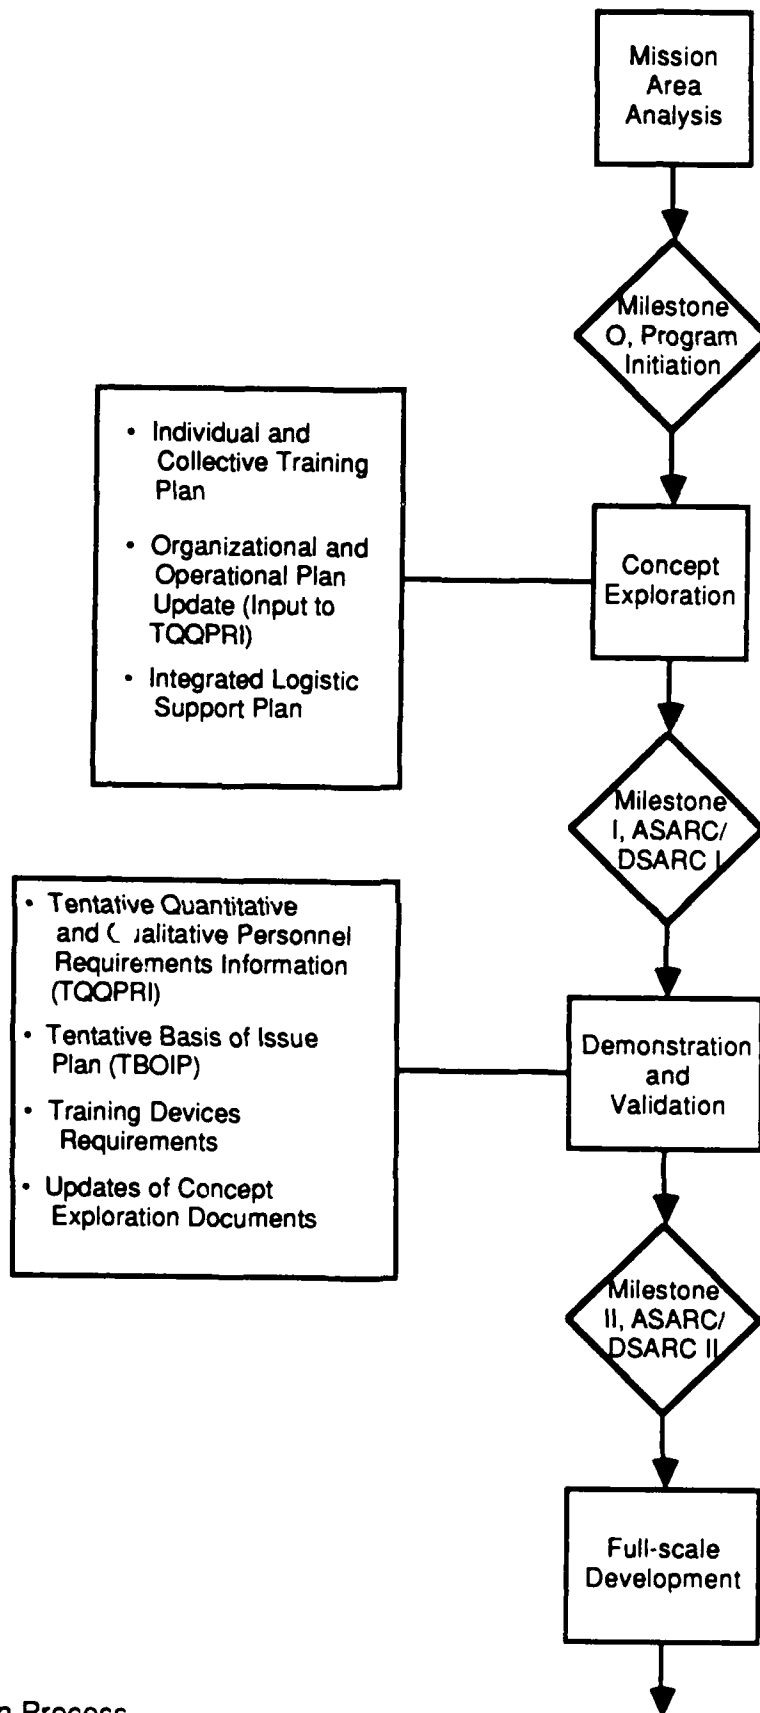 Mission
Area
Analysis
Milestone
O, Program
Initiation
• Individual and
Collective Training
Plan
• Organizational and
Operational Plan
Update (Input to
TQQPRI)
• Integrated Logistic
Support Plan
Concept
Exploration
Milestone
I, ASARC/
DSARC I
• Tentative Quantitative
and Personnel
Requirements Information
(TQQPRI)
• Tentative Basis of Issue
Plan (TBOIP)
• Training Devices
Requirements
• Updates of Concept
Exploration Documents
Demonstration
and
Validation
Milestone
II, ASARC/
DSARC II
Full-scale
Development
Process